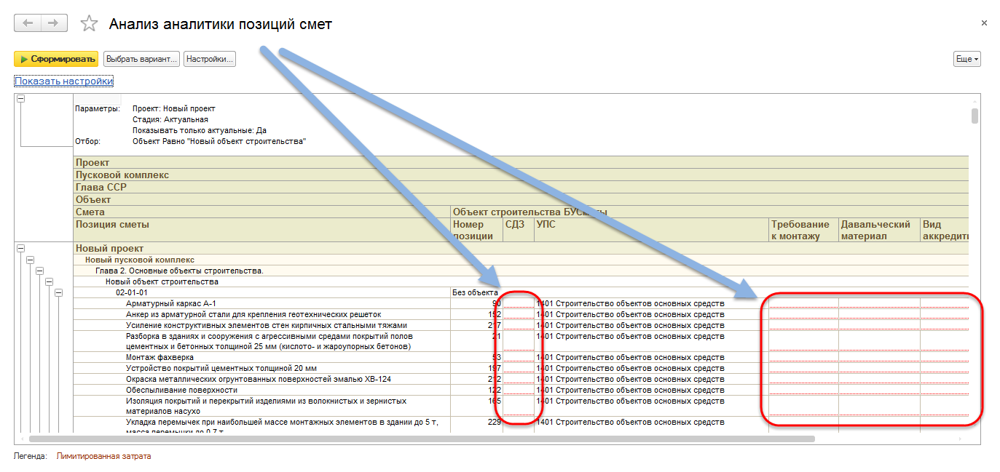 Анализ аналитики позиций смет
Сформировать Выбрать вариант... Настройки... Еще
Показать настройки
Параметры: Проект: Новый проект
Стадия: Актуальная
Показывать только актуальные: Да
Отбор: Объект Равно "Новый объект строительства"
Проект
Пусковой комплекс
Глава ССР
Объект
Смета Объект строительства БУСметы
Позиция сметы Номер СДЗ УПС Требование Давальческий Вид
позиции к монтажу материал аккредити
Новый проект
Новый пусковой комплекс
Глава 2. Основные объекты строительства.
Новый объект строительства
02-01-01 Без объекта
Арматурный каркас А-1 90 1401 Строительство объектов основных средств
Анкер из арматурной стали для крепления геотехнических решеток 152 1401 Строительство объектов основных средств
Усиление конструктивных элементов стен кирпичных стальными тяжами 217 1401 Строительство объектов основных средств
Разборка в зданиях и сооружения с агрессивными средами покрытий полов 21 1401 Строительство объектов основных средств
цементных и бетонных толщиной 25 мм (кислото- и жароупорных бетонов)
Монтаж фахверка 53 1401 Строительство объектов основных средств
Устройство покрытий цементных толщиной 20 мм 197 1401 Строительство объектов основных средств
Окраска металлических огрунтованных поверхностей эмалью ХВ-124 212 1401 Строительство объектов основных средств
Обеспыливание поверхности 122 1401 Строительство объектов основных средств
Изоляция покрытий и перекрытий изделиями из волокнистых и зернистых 165 1401 Строительство объектов основных средств
материалов насухо
Укладка перемычек при наибольшей массе монтажных элементов в здании до 5 т, 229 1401 Строительство объектов основных средств
масса перемычки до 0,7 т
Легенда: Лимитированная затрата